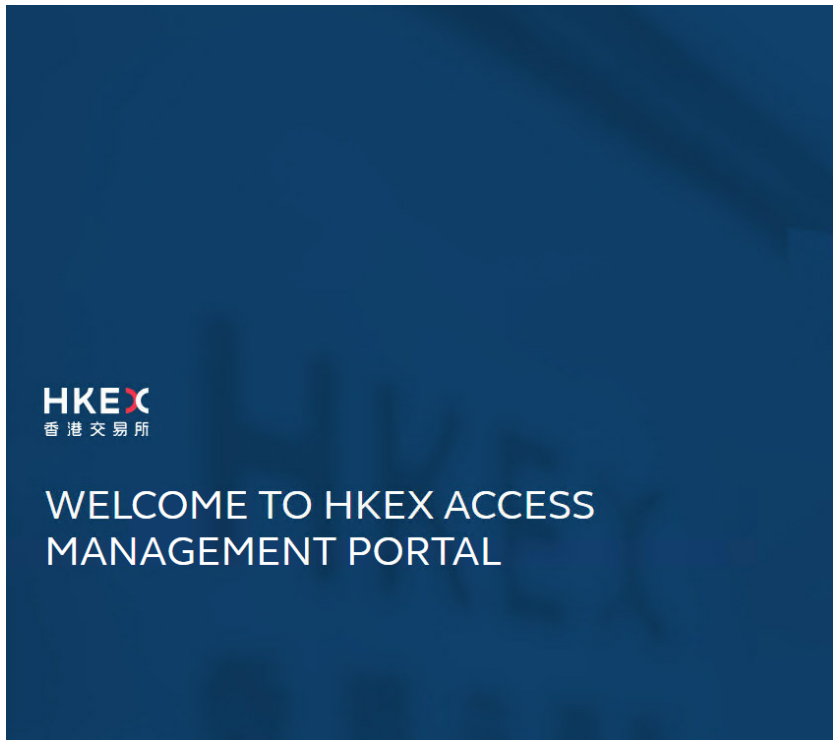 HKEX
香港交易所
WELCOME TO HKEX ACCESS
MANAGEMENT PORTAL